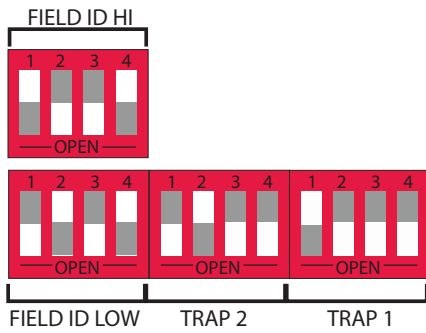 FIELD ID HI
1 2 3 4
OPEN
1 2 3 4 1 2 3 4 1 2 3 4
OPEN OPEN OPEN
FIELD ID LOW TRAP 2 TRAP 1